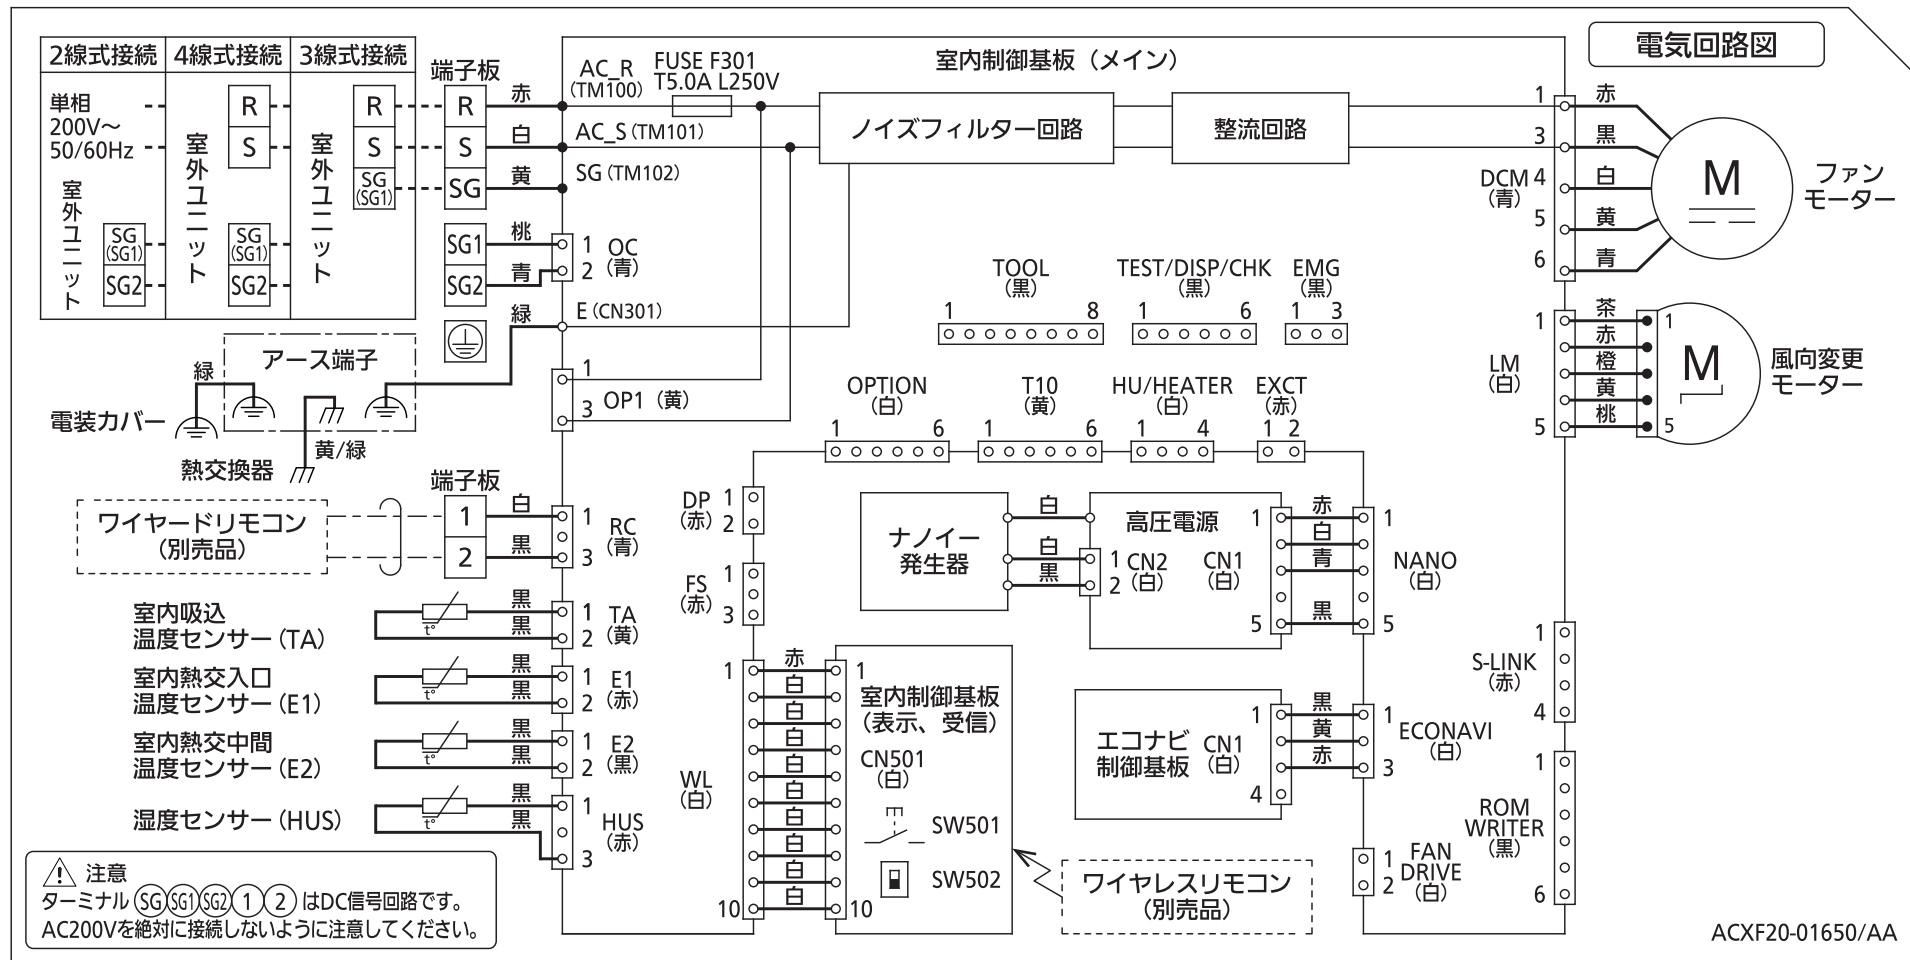 電気回路図
2線式接続
4線式接続
3線式接続
単相
200V～
50/60Hz
室外ユニット
SG
(SG1)
SG2
R
S
室外ユニット
SG
(SG1)
SG2
室外ユニット
R
S
SG
(SG1)
端子板
R
S
SG
SG1
SG2
赤
白
黄
桃
青
緑
AC_R
(TM100)
FUSE F301
T5.0A L250V
AC_S (TM101)
SG (TM102)
室内制御基板（メイン）
ノイズフィルター回路
整流回路
1
2
OC
(青)
E (CN301)
1
3
OP1 (黄)
1
3
4
5
6
DCM
(青)
赤
黒
白
黄
青
M
ファン
モーター
TOOL
(黒)
1
8
TEST/DISP/CHK
(黒)
1
6
EMG
(黒)
1
3
1
5
LM
(白)
茶
赤
橙
黄
桃
1
5
M
風向変更
モーター
アース端子
緑
電装カバー
黄/緑
熱交換器
OPTION
(白)
1
6
T10
(黄)
1
6
HU/HEATER
(白)
1
4
EXCT
(赤)
1
2
端子板
ワイヤードリモコン
(別売品)
1
2
白
黒
1
3
RC
(青)
DP
(赤)
1
2
FS
(赤)
1
3
ナノイー
発生器
白
白
黒
高圧電源
1
2
CN2
(白)
CN1
(白)
1
5
赤
白
青
黒
1
5
NANO
(白)
室内吸込
温度センサー (TA)
t°
黒
黒
1
2
TA
(黄)
室内熱交入口
温度センサー (E1)
t°
黒
黒
1
2
E1
(赤)
室内熱交中間
温度センサー (E2)
t°
黒
黒
1
2
E2
(黒)
湿度センサー (HUS)
t°
黒
黒
1
3
HUS
(赤)
WL
(白)
1
10
赤
白
白
白
白
白
白
白
白
白
1
10
室内制御基板
(表示、受信)
CN501
(白)
SW501
SW502
ワイヤレスリモコン
(別売品)
エコナビ
制御基板
CN1
(白)
1
4
黒
黄
赤
1
3
ECONAVI
(白)
1
2
FAN
DRIVE
(白)
S-LINK
(赤)
1
4
ROM
WRITER
(黒)
1
6
注意
ターミナル SG SG1 SG2 1 2 はDC信号回路です。
AC200Vを絶対に接続しないように注意してください。
ACXF20-01650/AA